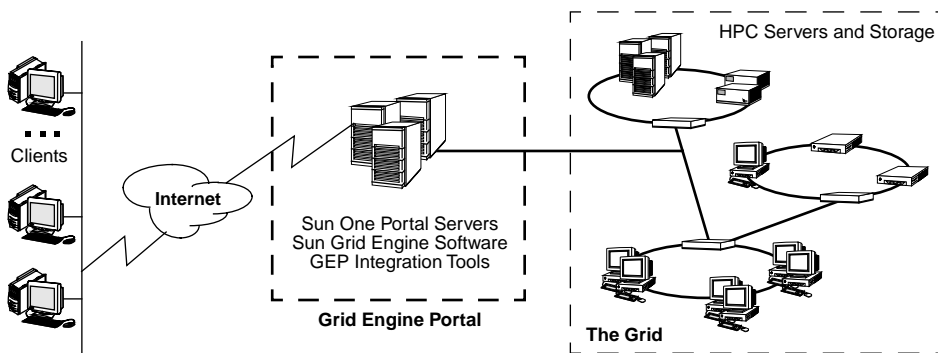 HPC Servers and Storage
Clients
Internet
Sun One Portal Servers
Sun Grid Engine Software
GEP Integration Tools
Grid Engine Portal
The Grid